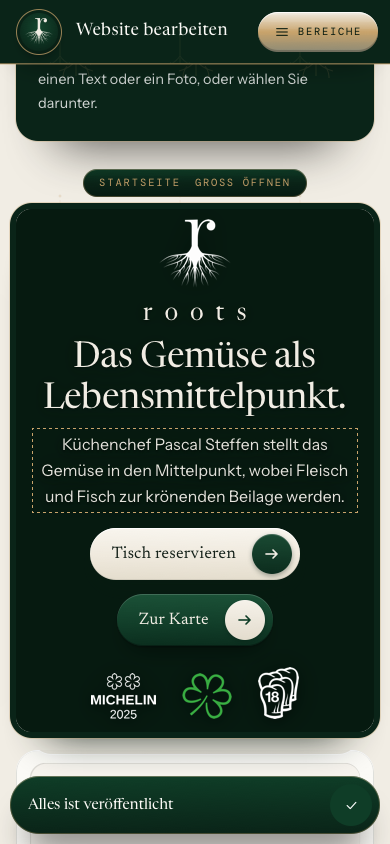 r
Website bearbeiten
BEREICHE
einen Text oder ein Foto, oder wählen Sie
darunter.
STARTSEITE GROSS ÖFFNEN
r
roots
Das Gemüse als
Lebensmittelpunkt.
Küchenchef Pascal Steffen stellt das
Gemüse in den Mittelpunkt, wobei Fleisch
und Fisch zur krönenden Beilage werden.
Tisch reservieren
Zur Karte
MICHELIN
2025
18
Alles ist veröffentlicht